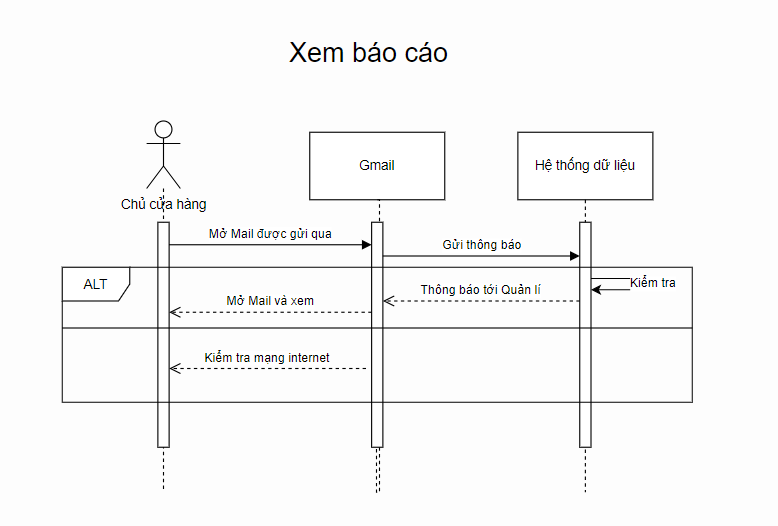 Xem báo cáo
Gmail
Hệ thống dữ liệu
Chủ cửa hàng
Mở Mail được gửi qua
Gửi thông báo
ALT
Kiểm tra
Thông báo tới Quản lí
Mở Mail và xem
Kiểm tra mạng internet